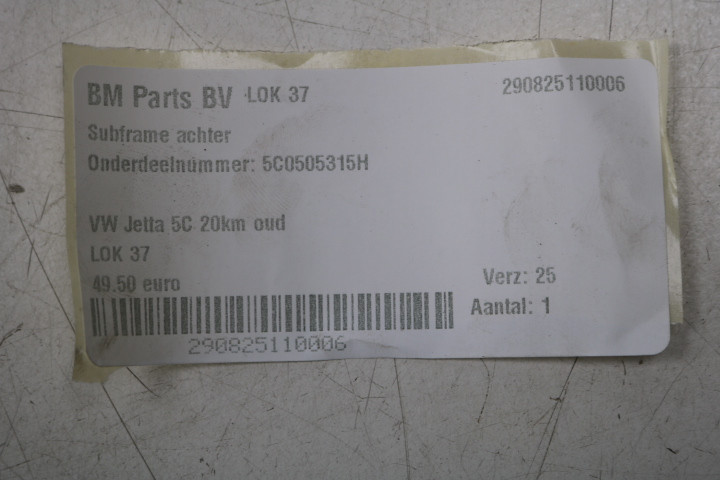 BM Parts BV LOK 37 290825110006
Subframe achter
Onderdeelnummer: 5C0505315H
VW Jetta 5C 20km oud
LOK 37
49.50 euro Verz: 25
Aantal: 1
290825110006